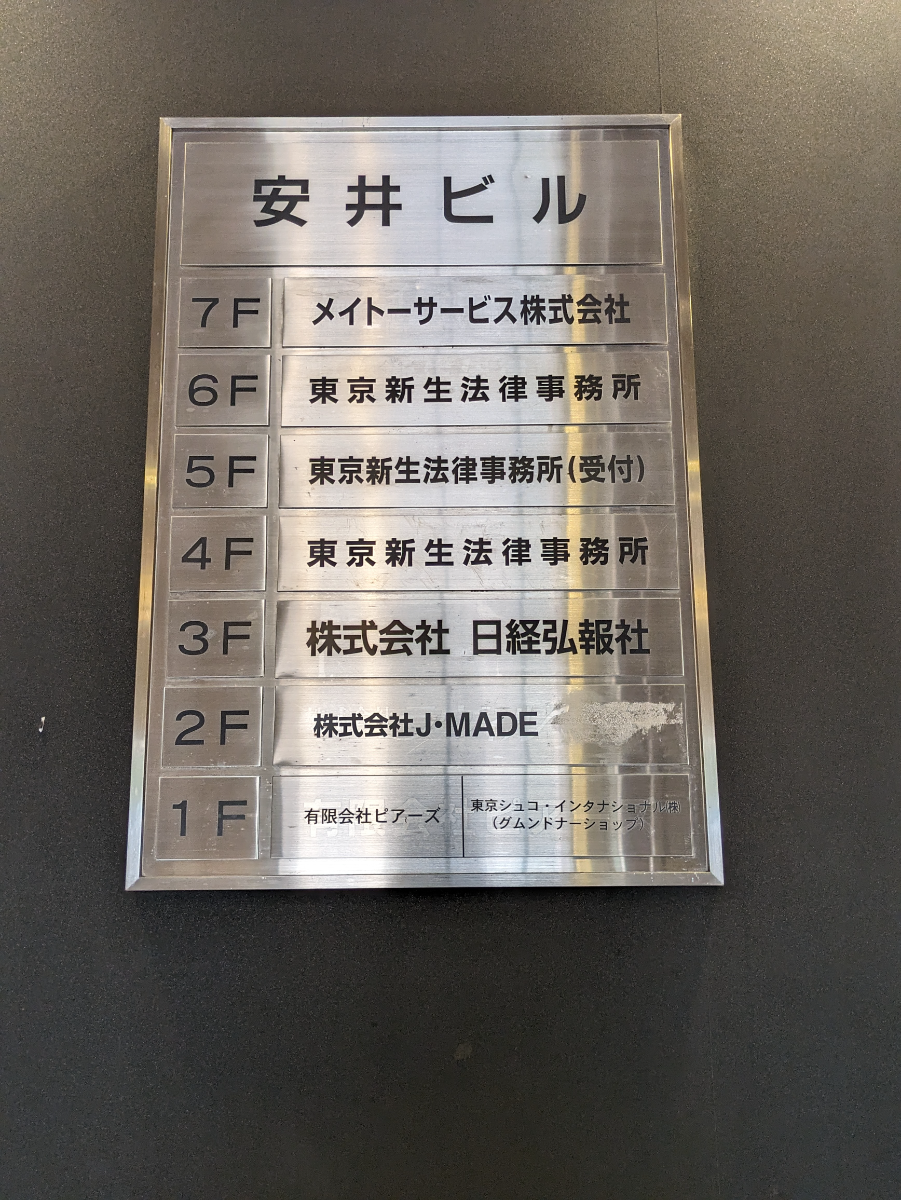 安井ビル
7F メイトーサービス株式会社
6F 東京新生法律事務所
5F 東京新生法律事務所(受付)
4F 東京新生法律事務所
3F 株式会社 日経弘報社
2F 株式会社J・MADE
1F 有限会社ピアーズ 東京シュコ・インタナショナル㈱
(グムンドナーショップ)